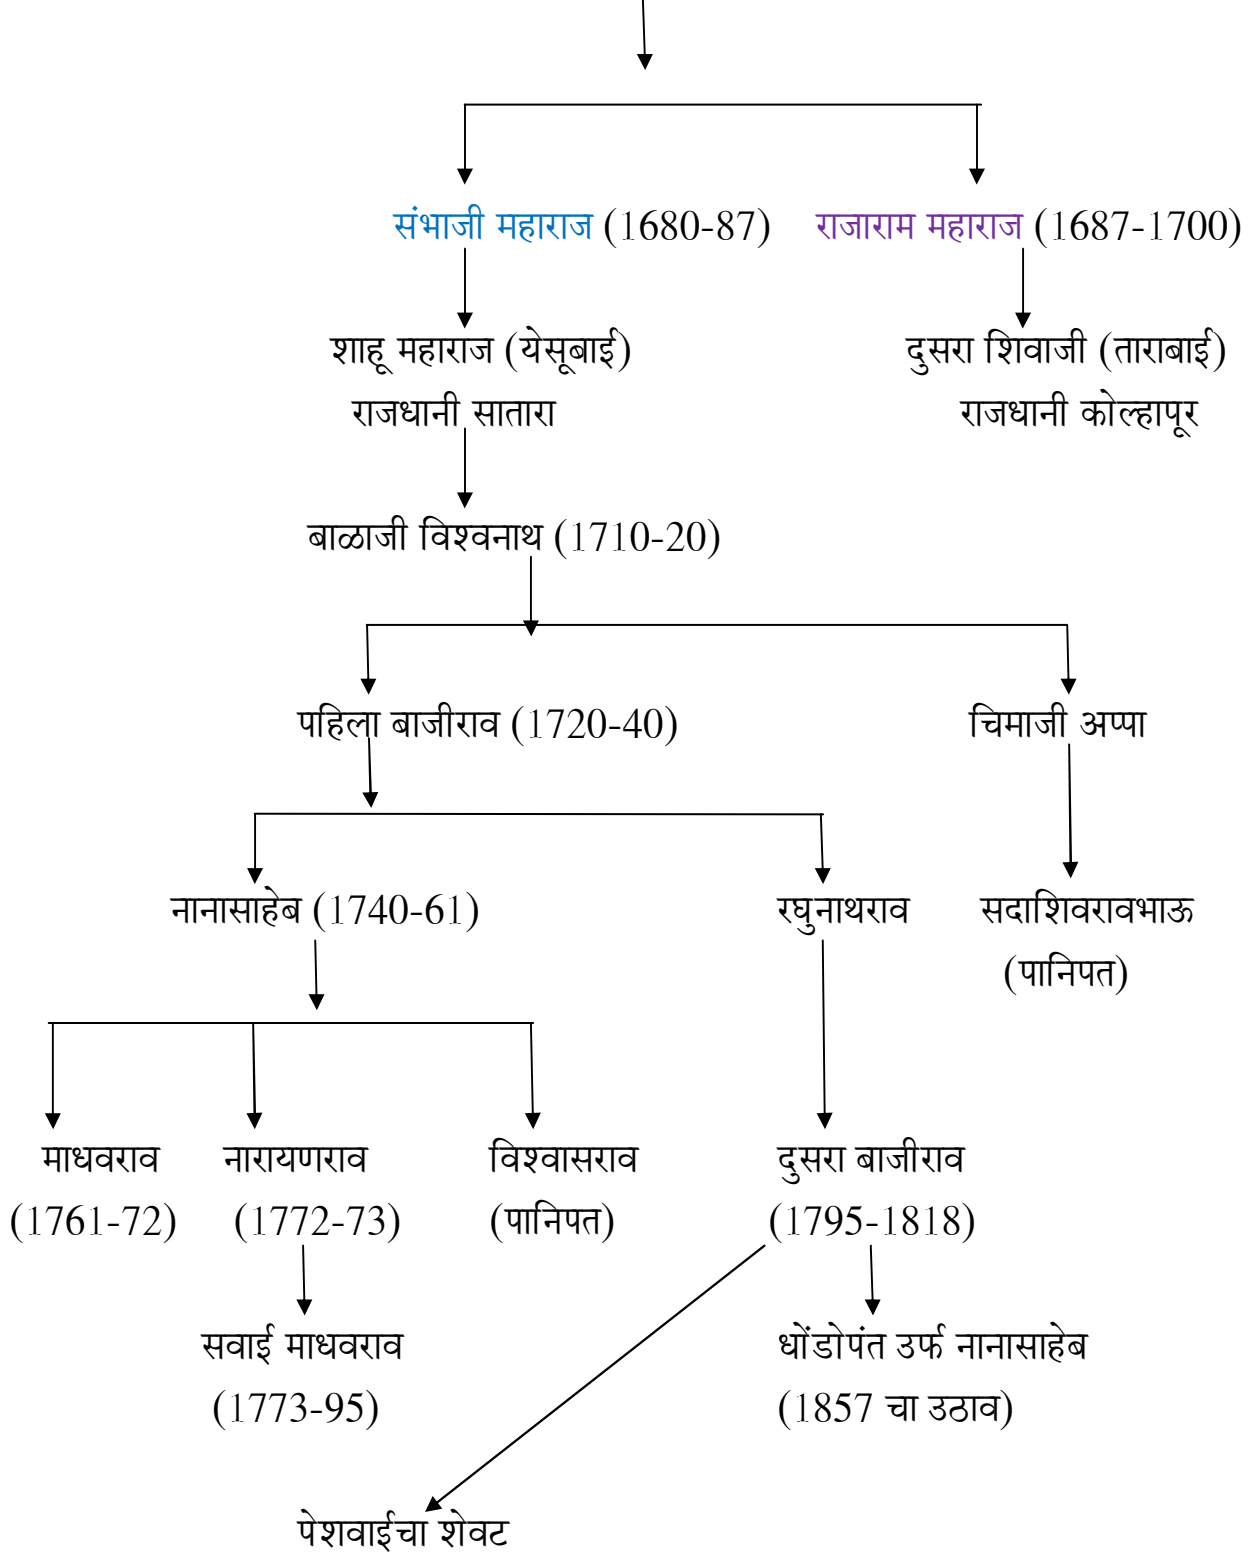 संभाजी महाराज (1680-87) राजाराम महाराज (1687-1700)
शाहू महाराज (येसूबाई) दुसरा शिवाजी (ताराबाई)
राजधानी सातारा राजधानी कोल्हापूर
बाळाजी विश्वनाथ (1710-20)
पहिला बाजीराव (1720-40) चिमाजी अप्पा
नानासाहेब (1740-61) रघुनाथराव सदाशिवरावभाऊ
(पानिपत)
माधवराव नारायणराव विश्वासराव दुसरा बाजीराव
(1761-72) (1772-73) (पानिपत) (1795-1818)
सवाई माधवराव धोंडोपंत उर्फ नानासाहेब
(1773-95) (1857 चा उठाव)
पेशवाईचा शेवट